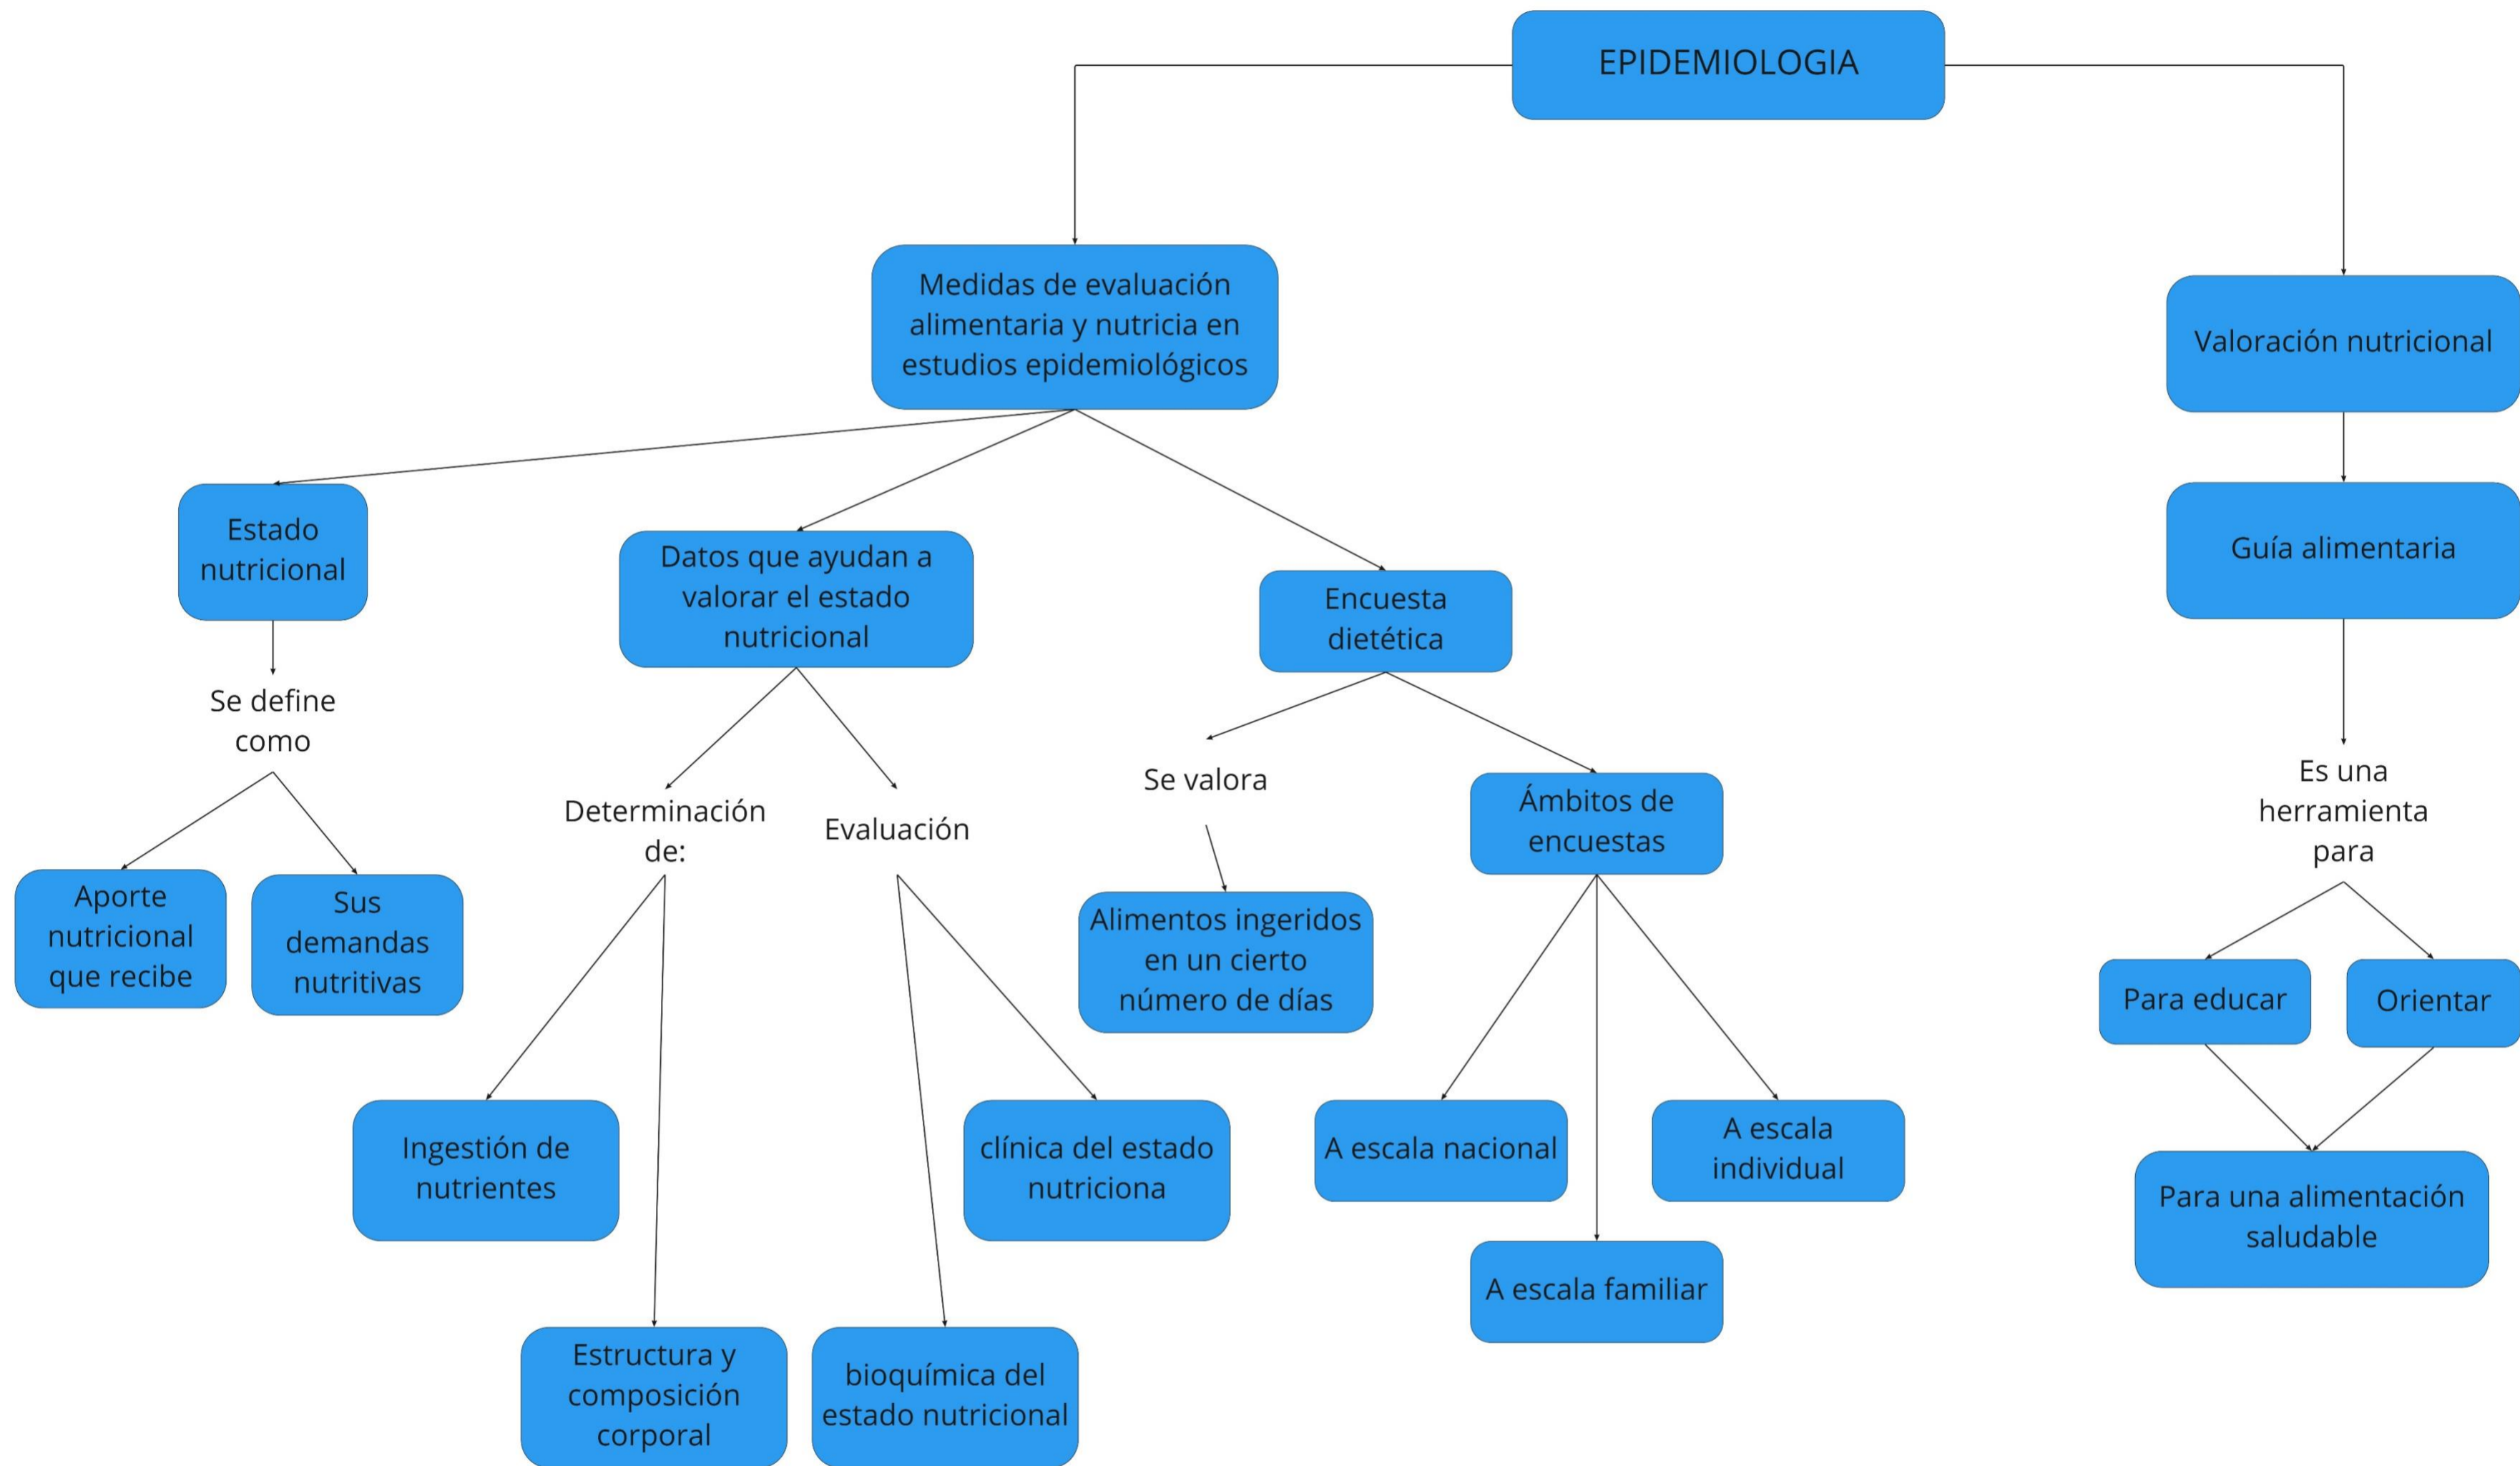 EPIDEMIOLOGIA
Medidas de evaluación
alimentaria y nutricia en
estudios epidemiológicos
Valoración nutricional
Estado
nutricional
Datos que ayudan a
valorar el estado
nutricional
Encuesta
dietética
Guía alimentaria
Se define
como
Determinación
de:
Evaluación
Se valora
Ámbitos de
encuestas
Es una
herramienta
para
Aporte
nutricional
que recibe
Sus
demandas
nutritivas
Alimentos ingeridos
en un cierto
número de días
Para educar
Orientar
Ingestión de
nutrientes
clínica del estado
nutriciona
A escala nacional
A escala
individual
Para una alimentación
saludable
A escala familiar
Estructura y
composición
corporal
bioquímica del
estado nutricional